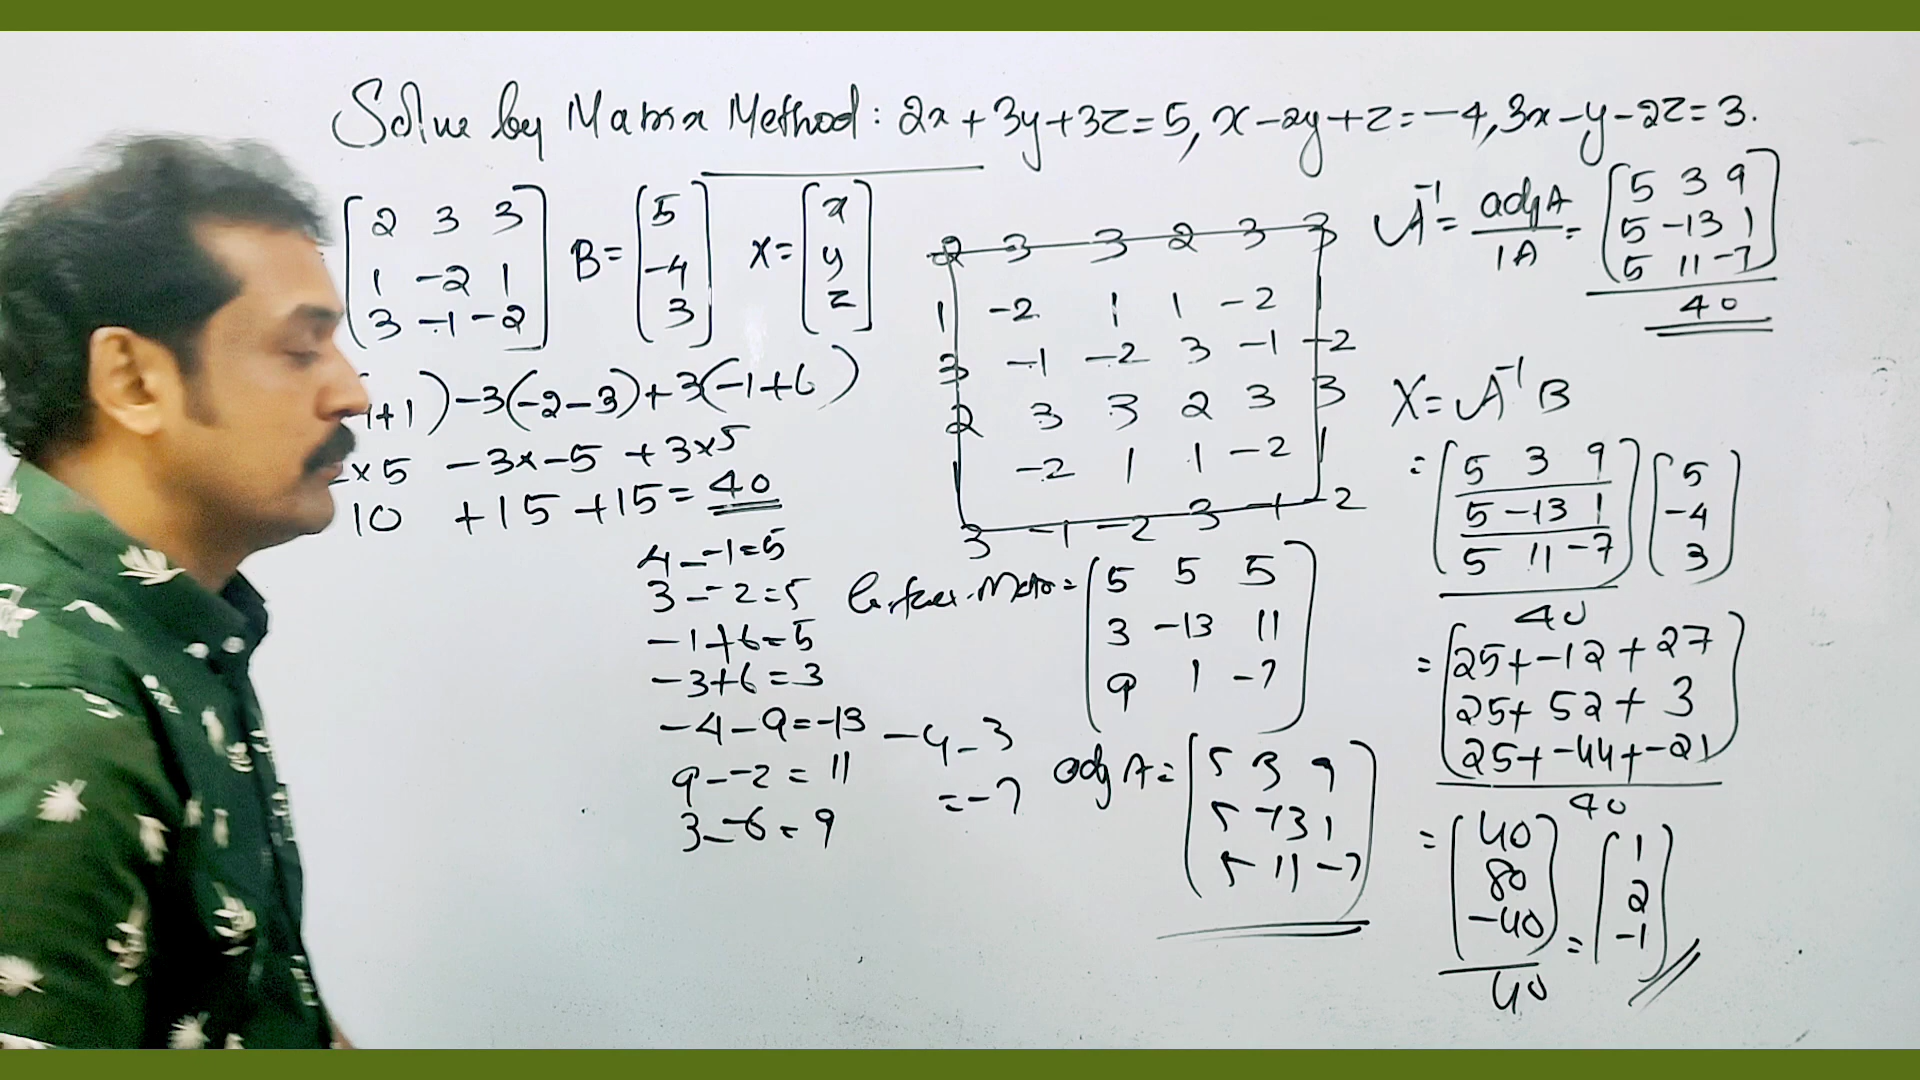 Solve by Matrix Method: 2x+3y+3z=5, x-2y+z=-4, 3x-y-2z=3.
2 3 3
1 -2 1
3 -1 -2
B= 5
-4
3
X= x
y
z
+1)-3(-2-3)+3(-1+6)
×5 -3×-5 +3×5
10 +15+15=40
4--1=5
3--2=5
-1+6=5
-3+6=3
-4-9=-13
9--2=11
3--6=9
-4-3
=-7
2 3 3 2 3 3
1 -2 1 1 -2 1
3 -1 -2 3 -1 -2
2 3 3 2 3 3
1 -2 1 1 -2 1
3 -1 -2 3 -1 -2
=
5 5 5
3 -13 11
9 1 -7
adj A=
5 3 9
5 -13 1
5 11 -7
A⁻¹= adj A / |A =
5 3 9
5 -13 1
5 11 -7
40
X=A⁻¹B
= 5 3 9 5
5 -13 1 -4
5 11 -7 3
40
= 25+-12+27
25+52+3
25+-44+-21
40
= 40
80
-40
40
= 1
2
-1